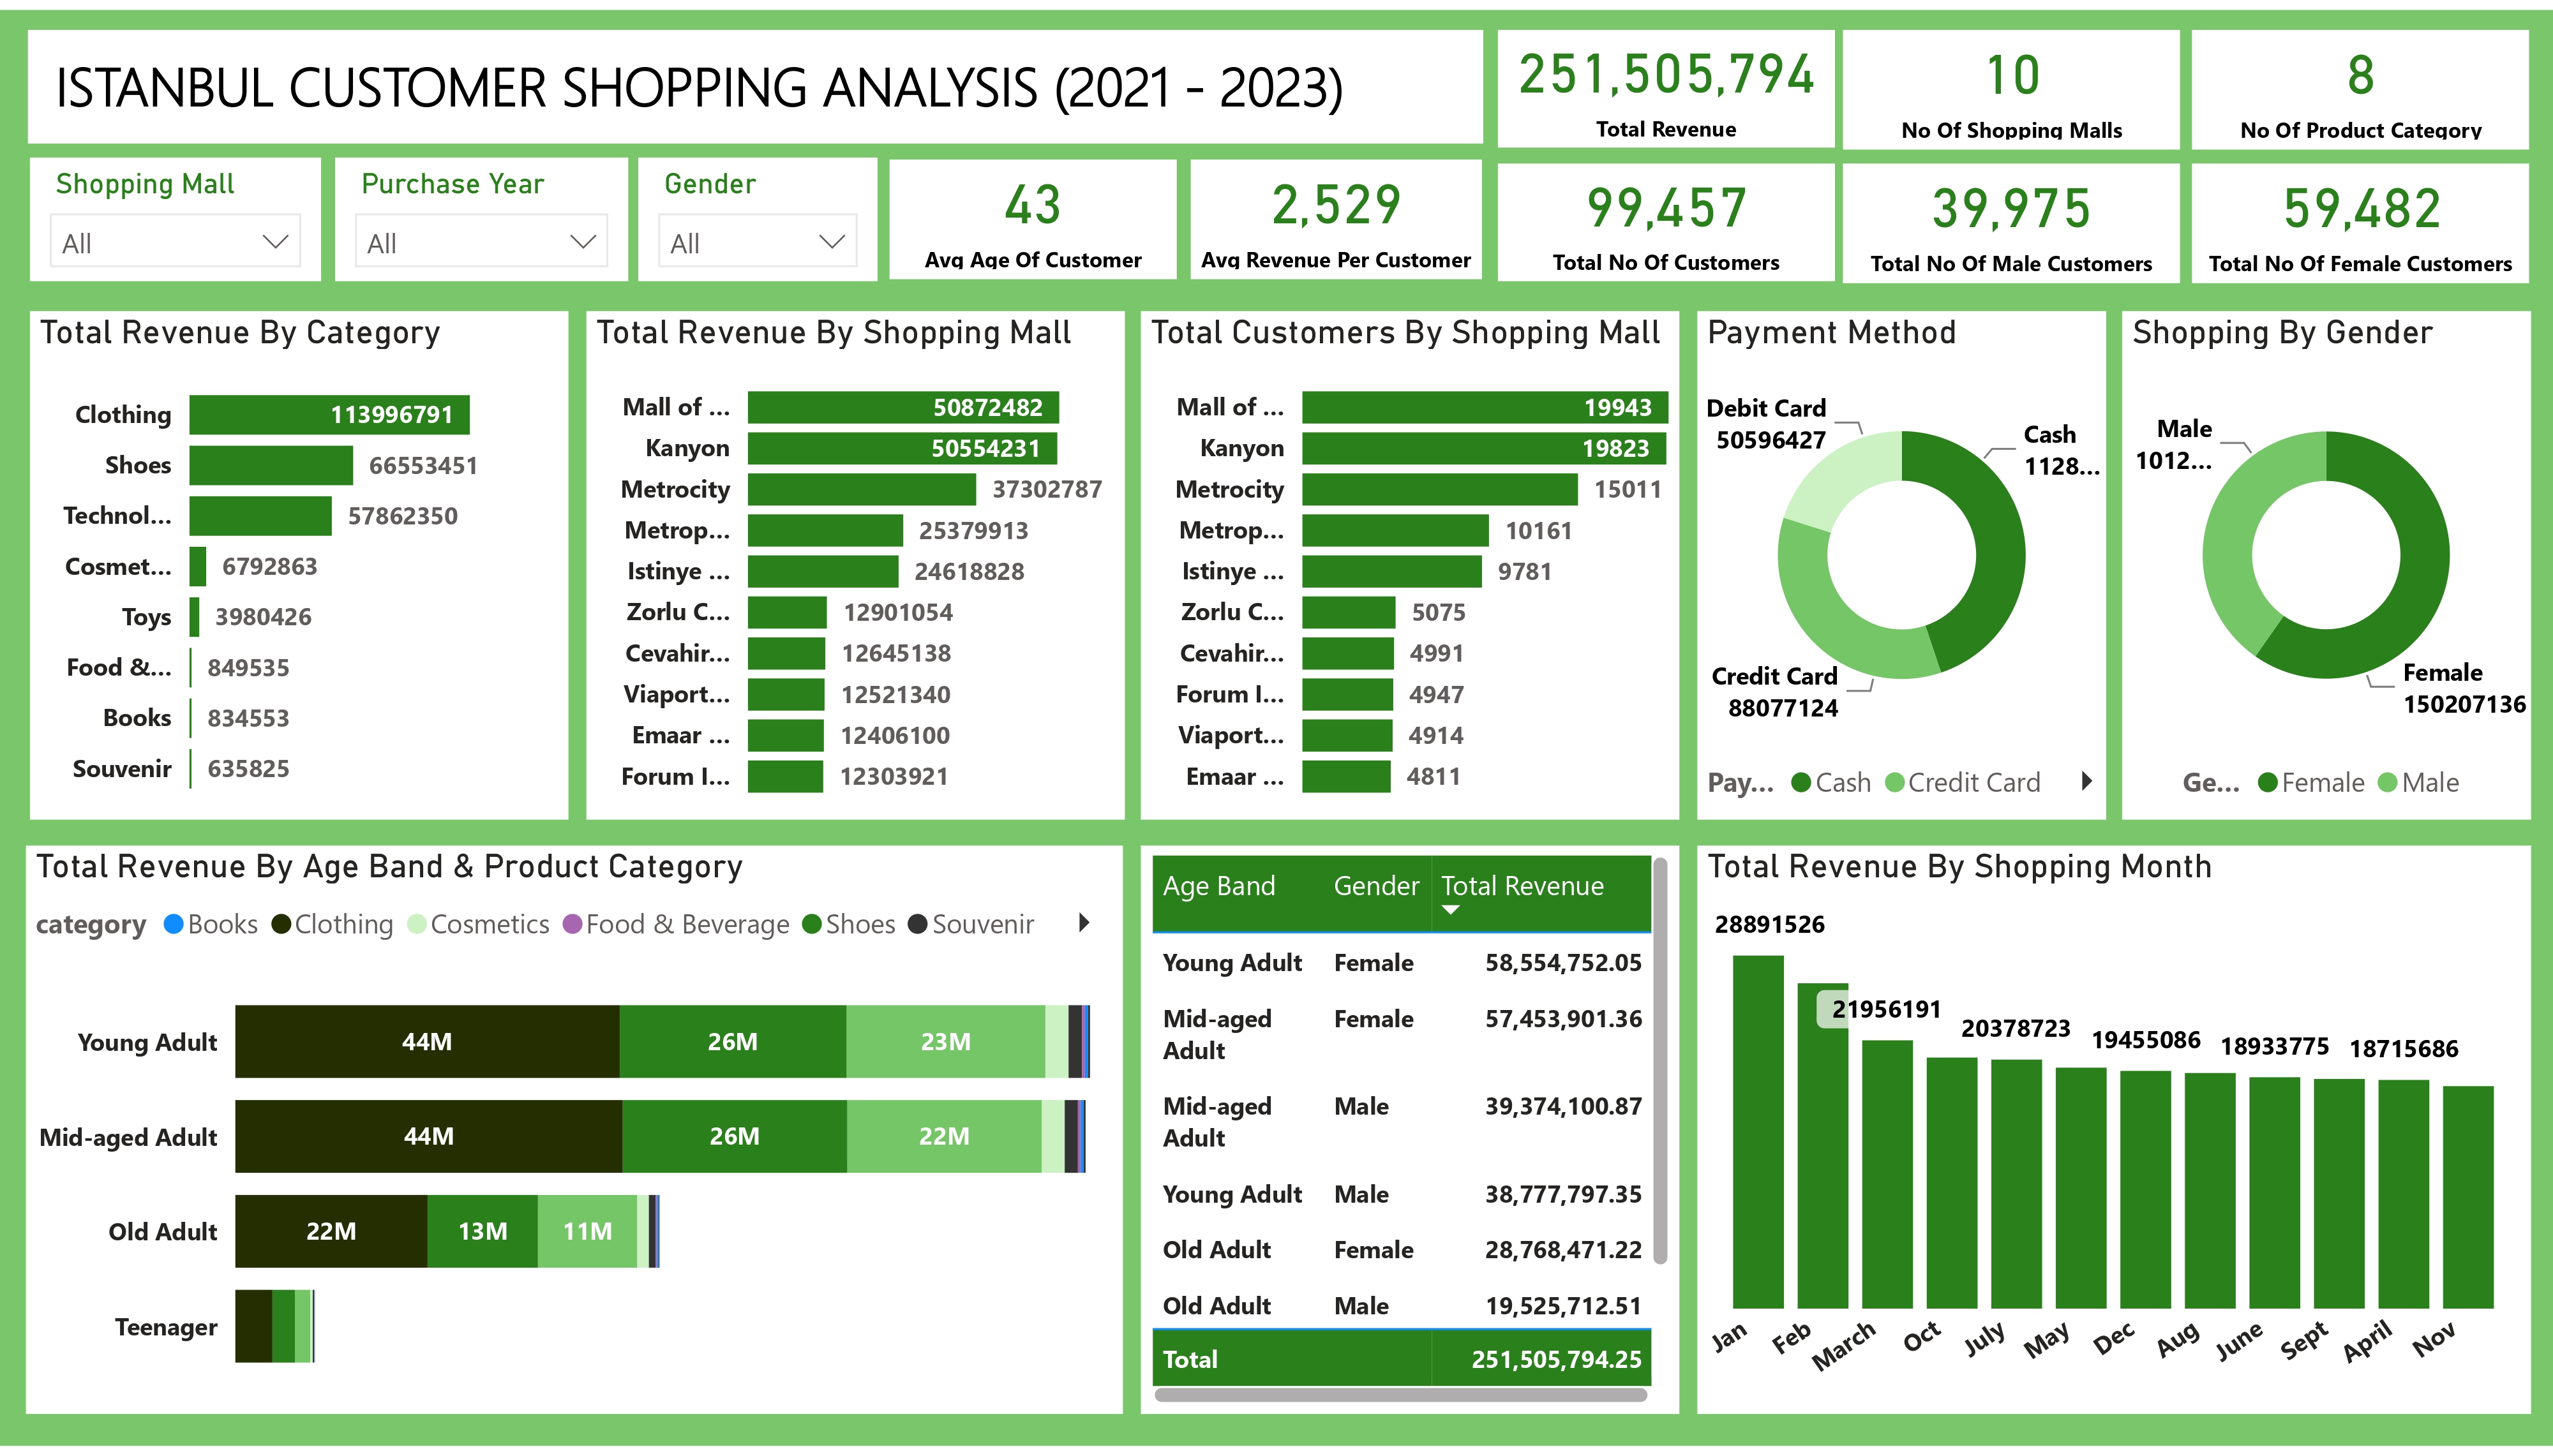 ISTANBUL CUSTOMER SHOPPING ANALYSIS (2021 - 2023)
251,505,794
Total Revenue
10
No Of Shopping Malls
8
No Of Product Category
Shopping Mall
All
Purchase Year
All
Gender
All
43
Avg Age Of Customer
2,529
Avg Revenue Per Customer
99,457
Total No Of Customers
39,975
Total No Of Male Customers
59,482
Total No Of Female Customers
Total Revenue By Category
Clothing 113996791
Shoes 66553451
Technol... 57862350
Cosmet... 6792863
Toys 3980426
Food &... 849535
Books 834553
Souvenir 635825
Total Revenue By Shopping Mall
Mall of ... 50872482
Kanyon 50554231
Metrocity 37302787
Metrop... 25379913
Istinye ... 24618828
Zorlu C... 12901054
Cevahir... 12645138
Viaport... 12521340
Emaar ... 12406100
Forum I... 12303921
Total Customers By Shopping Mall
Mall of ... 19943
Kanyon 19823
Metrocity 15011
Metrop... 10161
Istinye ... 9781
Zorlu C... 5075
Cevahir... 4991
Forum I... 4947
Viaport... 4914
Emaar ... 4811
Payment Method
Debit Card
50596427
Cash
1128...
Credit Card
88077124
Pay... Cash Credit Card
Shopping By Gender
Male
1012...
Female
150207136
Ge... Female Male
Total Revenue By Age Band & Product Category
category Books Clothing Cosmetics Food & Beverage Shoes Souvenir
Young Adult 44M 26M 23M
Mid-aged Adult 44M 26M 22M
Old Adult 22M 13M 11M
Teenager
Age Band Gender Total Revenue
Young Adult Female 58,554,752.05
Mid-aged Female 57,453,901.36
Adult
Mid-aged Male 39,374,100.87
Adult
Young Adult Male 38,777,797.35
Old Adult Female 28,768,471.22
Old Adult Male 19,525,712.51
Total 251,505,794.25
Total Revenue By Shopping Month
28891526
21956191
20378723
19455086
18933775
18715686
Jan Feb March Oct July May Dec Aug June Sept April Nov